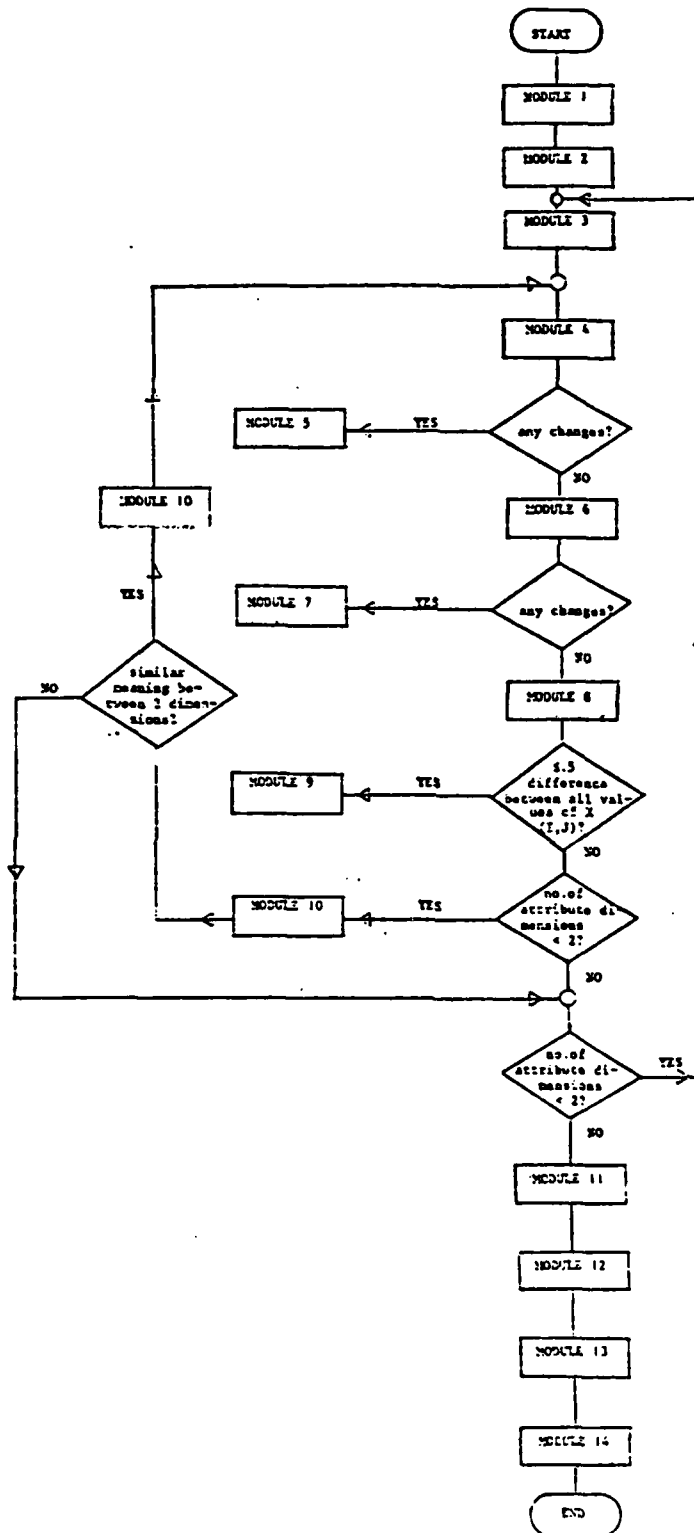 START
MODULE 1
MODULE 2
MODULE 3
MODULE 4
any changes?
YES
MODULE 5
NO
MODULE 10
MODULE 6
YES
any changes?
YES
MODULE 7
NO
similar
meaning be-
tween 2 dimen-
sions?
NO
MODULE 8
≤.5
difference
between all val-
ues of X
(I,J)?
YES
MODULE 9
NO
no.of
attribute di-
mensions
< 2?
YES
MODULE 10
NO
no.of
attribute di-
mensions
< 2?
YES
NO
MODULE 11
MODULE 12
MODULE 13
MODULE 14
END